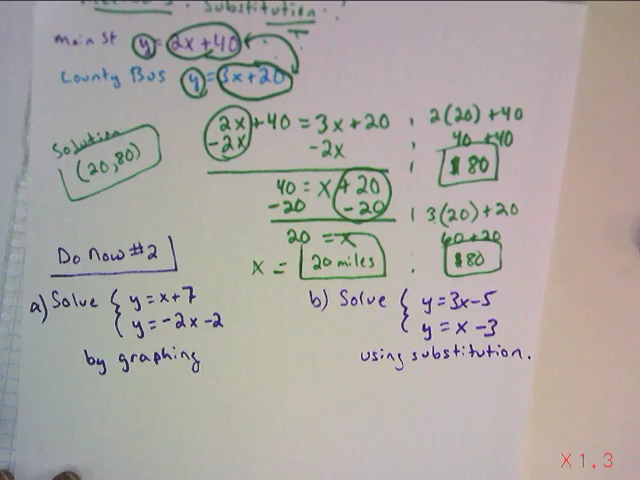 Substitution
main St y = 2x+40
County Bus y = 3x+20
2x+40 = 3x+20
-2x -2x
40 = x+20
-20 -20
20 = x
x = 20 miles
2(20)+40
40 +40
$80
3(20)+20
60+20
$80
Solution
(20,80)
Do Now #2
a) Solve { y = x+7
y = -2x-2
by graphing
b) Solve { y = 3x-5
y = x -3
using substitution.
X1.3